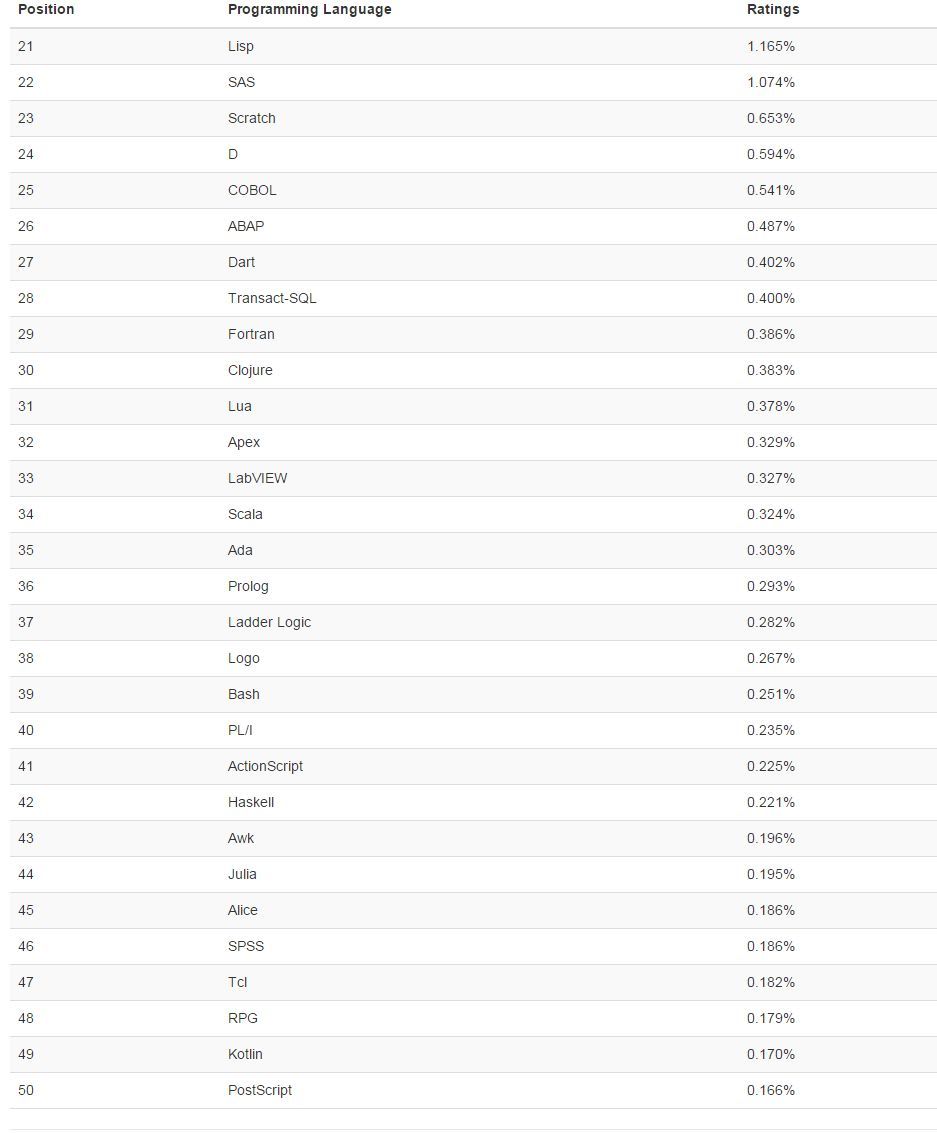 Position Programming Language Ratings
21 Lisp 1.165%
22 SAS 1.074%
23 Scratch 0.653%
24 D 0.594%
25 COBOL 0.541%
26 ABAP 0.487%
27 Dart 0.402%
28 Transact-SQL 0.400%
29 Fortran 0.386%
30 Clojure 0.383%
31 Lua 0.378%
32 Apex 0.329%
33 LabVIEW 0.327%
34 Scala 0.324%
35 Ada 0.303%
36 Prolog 0.293%
37 Ladder Logic 0.282%
38 Logo 0.267%
39 Bash 0.251%
40 PL/I 0.235%
41 ActionScript 0.225%
42 Haskell 0.221%
43 Awk 0.196%
44 Julia 0.195%
45 Alice 0.186%
46 SPSS 0.186%
47 Tcl 0.182%
48 RPG 0.179%
49 Kotlin 0.170%
50 PostScript 0.166%